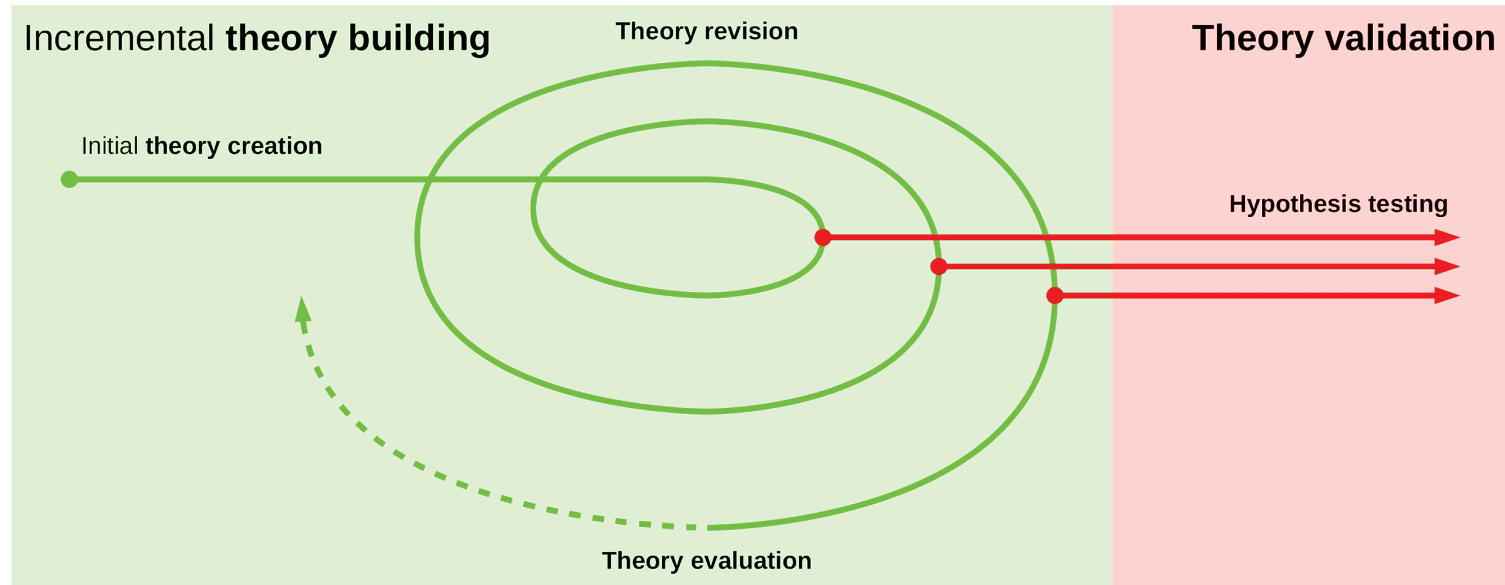 Incremental theory building
Theory revision
Theory validation
Initial theory creation
Hypothesis testing
Theory evaluation